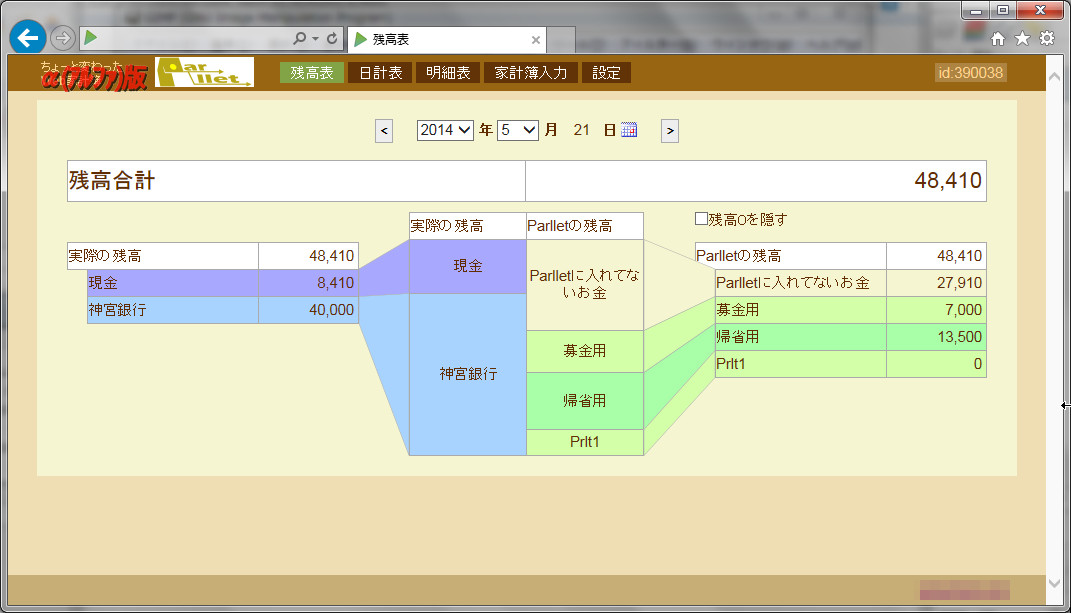 残高表
ちょっと変わった
α(アルファ)版
Parllet
残高表 日計表 明細表 家計簿入力 設定
id:390038
< 2014 年 5 月 21 日 >
残高合計 48,410
実際の残高 Parlletの残高
残高0を隠す
実際の残高 48,410
現金 8,410
神宮銀行 40,000
現金
神宮銀行
Parlletに入れてな
いお金
募金用
帰省用
Prlt1
Parlletの残高 48,410
Parlletに入れてないお金 27,910
募金用 7,000
帰省用 13,500
Prlt1 0